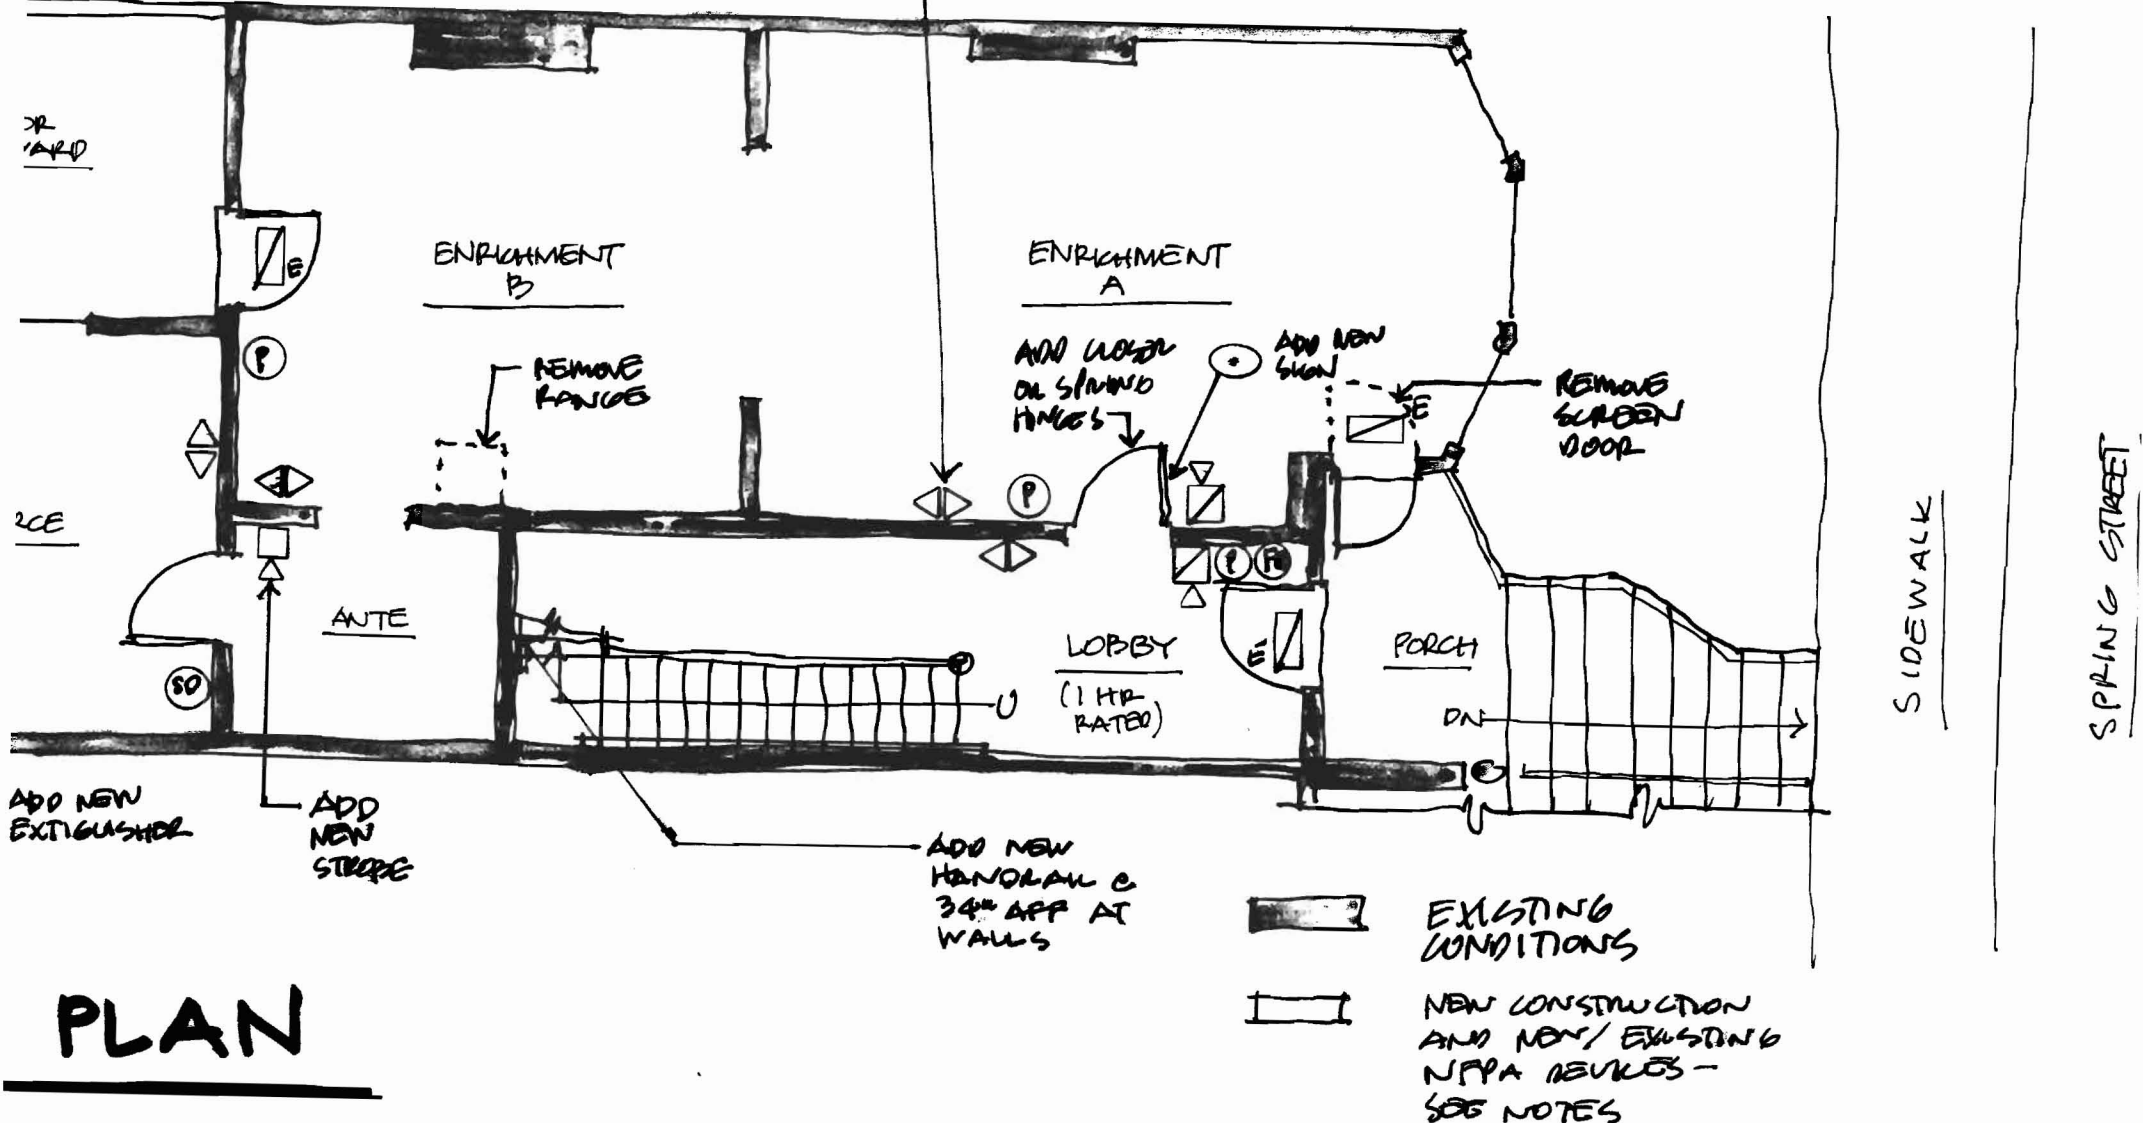 ENRICHMENT
B
ENRICHMENT
A
E
P
REMOVE
RANGE
ADD CLOSER
OR SPRING
HINGES
ADD NEW
SIGN
E
REMOVE
SCREEN
DOOR
P
P
ANTE
SD
LOBBY
(1 HR
RATED)
U
E
PORCH
DN
SIDEWALK
SPRING STREET
ADD NEW
EXTIGUISHER
ADD
NEW
STROBE
ADD NEW
HANDRAIL @
34" AFF AT
WALLS
EXISTING
CONDITIONS
NEW CONSTRUCTION
AND NEW/EXISTING
NFPA DEVICES -
SEE NOTES
PLAN